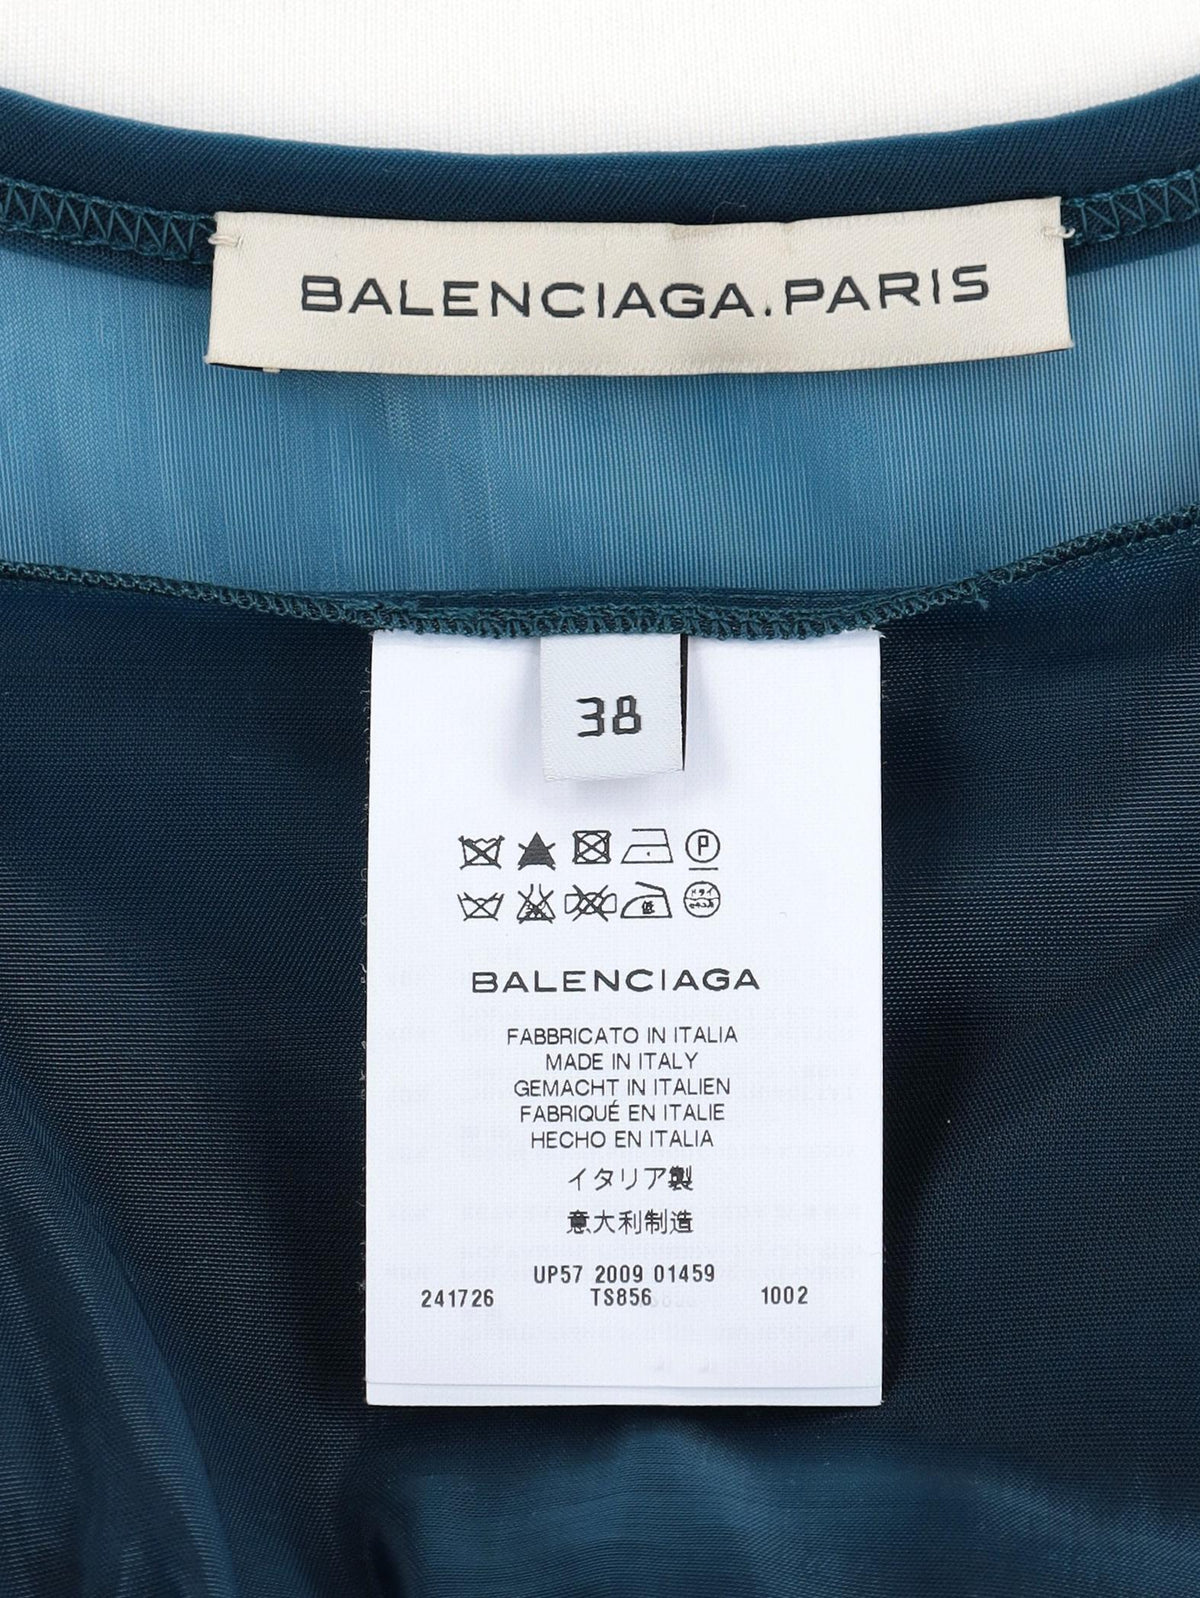 BALENCIAGA.PARIS
38
P
低
BALENCIAGA
FABBRICATO IN ITALIA
MADE IN ITALY
GEMACHT IN ITALIEN
FABRIQUÉ EN ITALIE
HECHO EN ITALIA
イタリア製
意大利制造
UP57 2009 01459
241726 TS856 1002